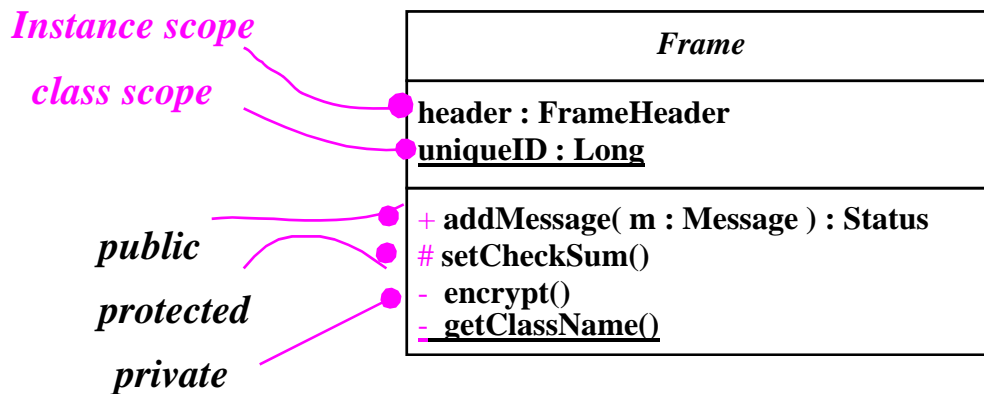 Instance scope
class scope
Frame
header : FrameHeader
uniqueID : Long
+ addMessage( m : Message ) : Status
# setCheckSum()
- encrypt()
- getClassName()
public
protected
private